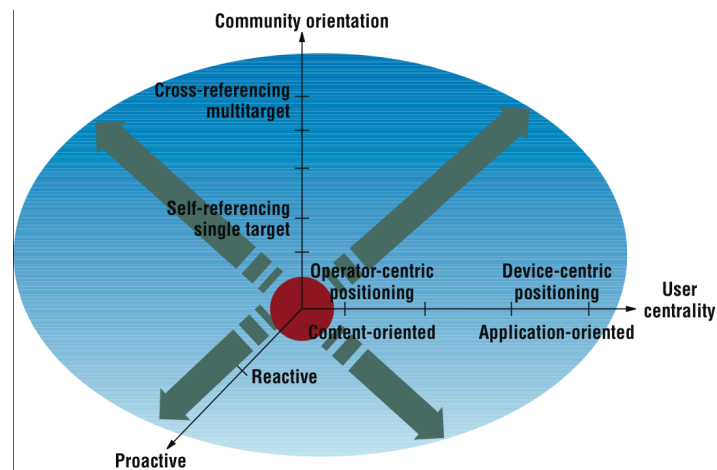 Community orientation
Cross-referencing
multitarget
Self-referencing
single target
Operator-centric
positioning
Device-centric
positioning
User
centrality
Content-oriented
Application-oriented
Reactive
Proactive